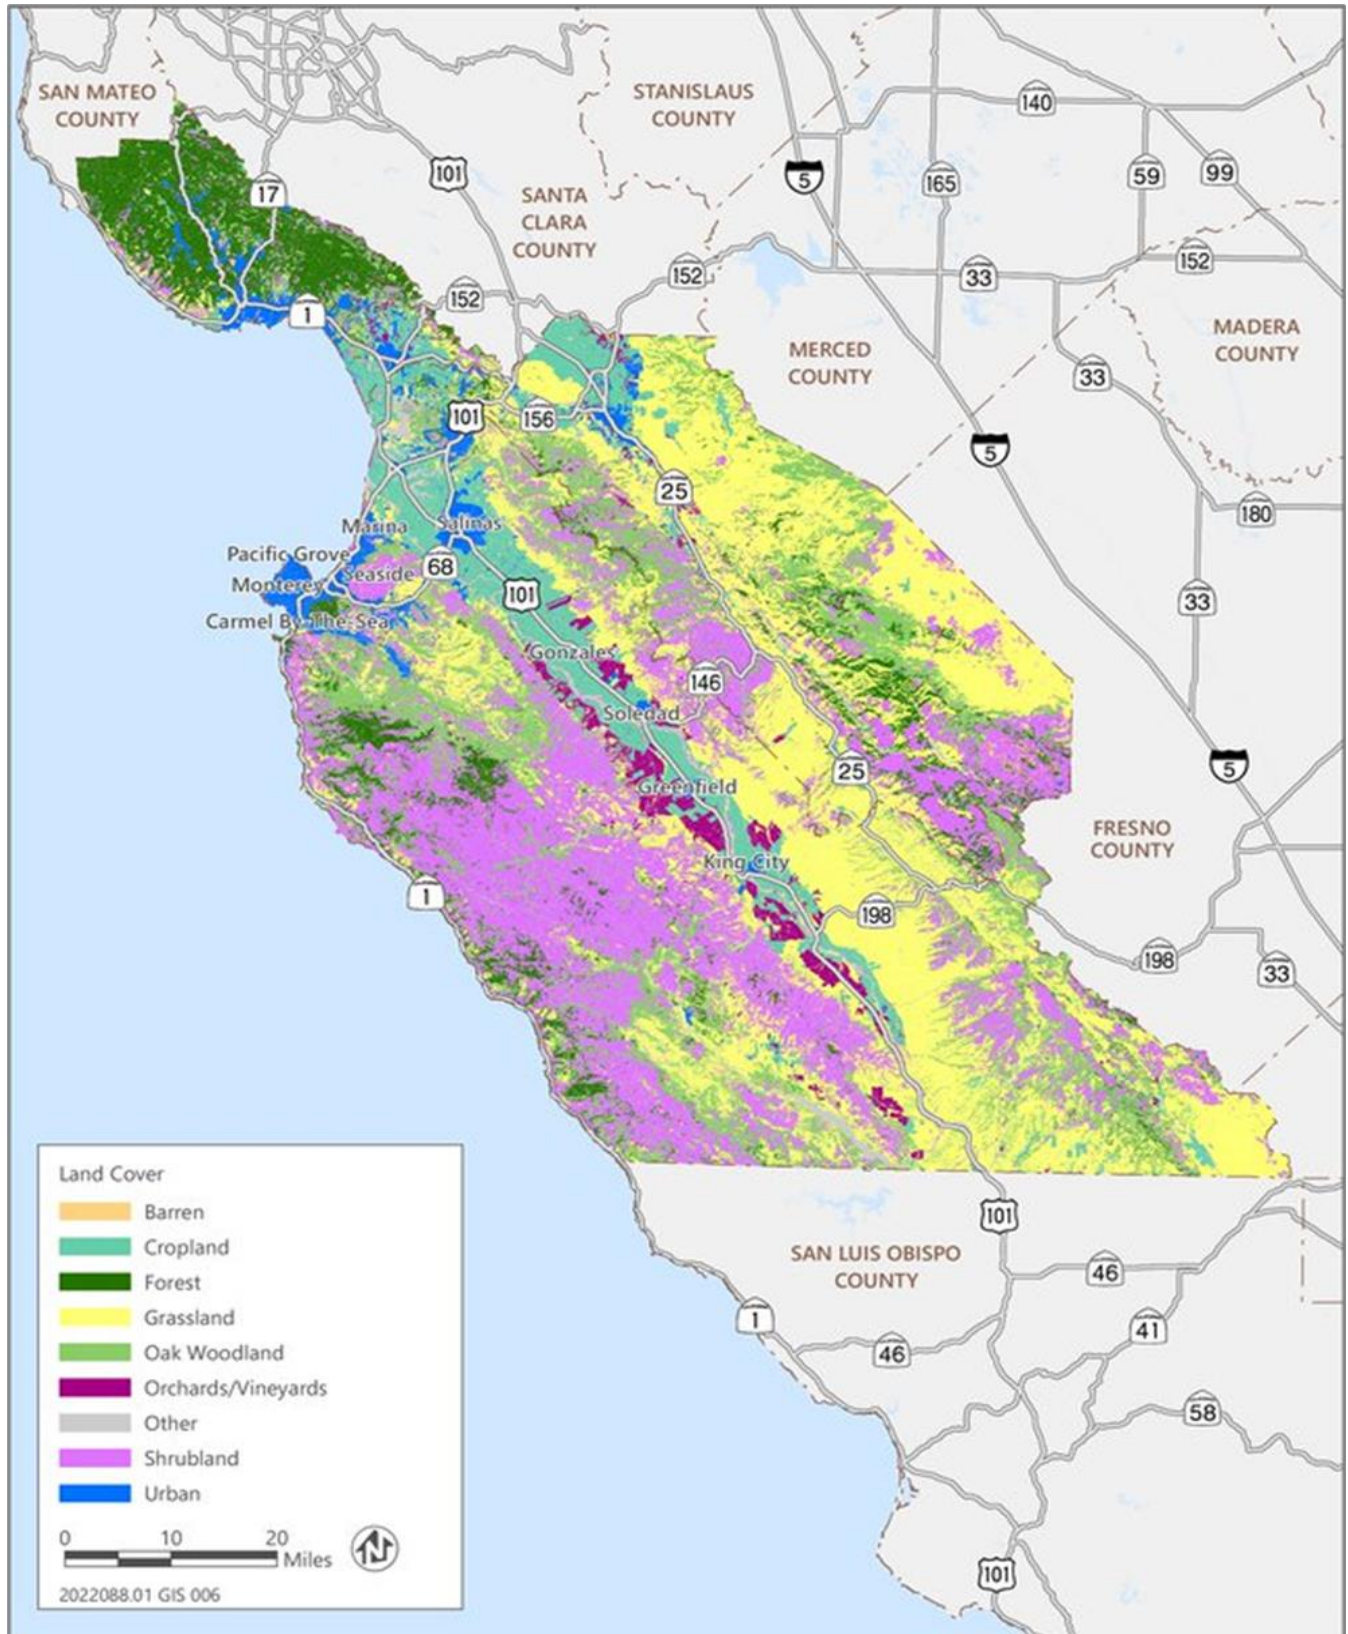 SAN MATEO
COUNTY
STANISLAUS
COUNTY
140
101
5
165
59
99
17
SANTA
CLARA
COUNTY
152
33
152
152
1
MERCED
COUNTY
MADERA
COUNTY
33
101
156
5
25
180
Marina
Salinas
Pacific Grove
Seaside
68
Monterey
101
33
Carmel By-The-Sea
Gonzales
146
Soledad
25
5
Greenfield
FRESNO
COUNTY
King City
1
198
198
33
Land Cover
Barren
Cropland
Forest
Grassland
Oak Woodland
Orchards/Vineyards
Other
Shrubland
Urban
0 10 20
Miles
2022088.01 GIS 006
N
101
SAN LUIS OBISPO
COUNTY
46
1
41
46
58
101